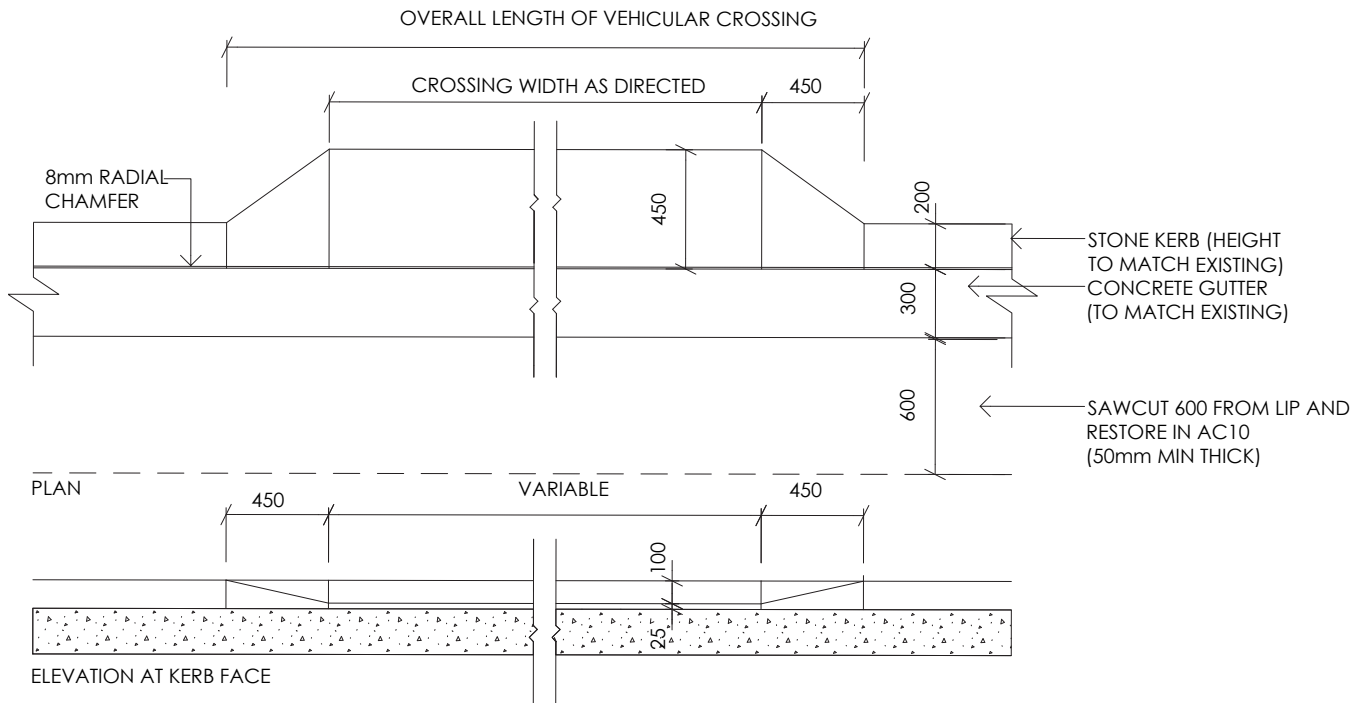 OVERALL LENGTH OF VEHICULAR CROSSING
CROSSING WIDTH AS DIRECTED
450
8mm RADIAL
CHAMFER
450
200
STONE KERB (HEIGHT
TO MATCH EXISTING)
CONCRETE GUTTER
(TO MATCH EXISTING)
300
600
SAWCUT 600 FROM LIP AND
RESTORE IN AC10
(50mm MIN THICK)
PLAN
450
VARIABLE
450
100
25
ELEVATION AT KERB FACE